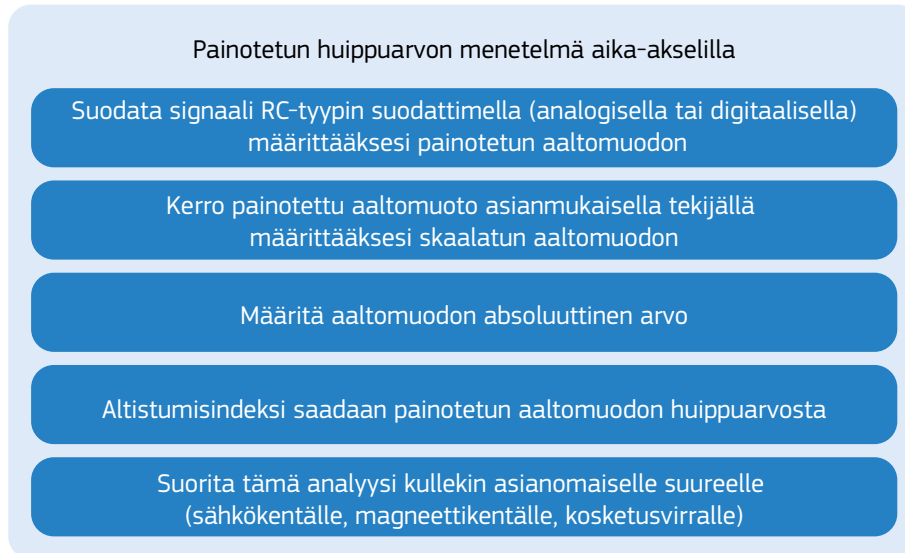 Painotetun huippuarvon menetelmä aika-akselilla
Suodata signaali RC-tyypin suodattimella (analogisella tai digitaalisella)
määrittääksesi painotetun aaltomuodon
Kerro painotettu aaltomuoto asianmukaisella tekijällä
määrittääksesi skaalatun aaltomuodon
Määritä aaltomuodon absoluuttinen arvo
Altistumisindeksi saadaan painotetun aaltomuodon huippuarvosta
Suorita tämä analyysi kullekin asianomaiselle suureelle
(sähkökentälle, magneettikentälle, kosketusvirralle)